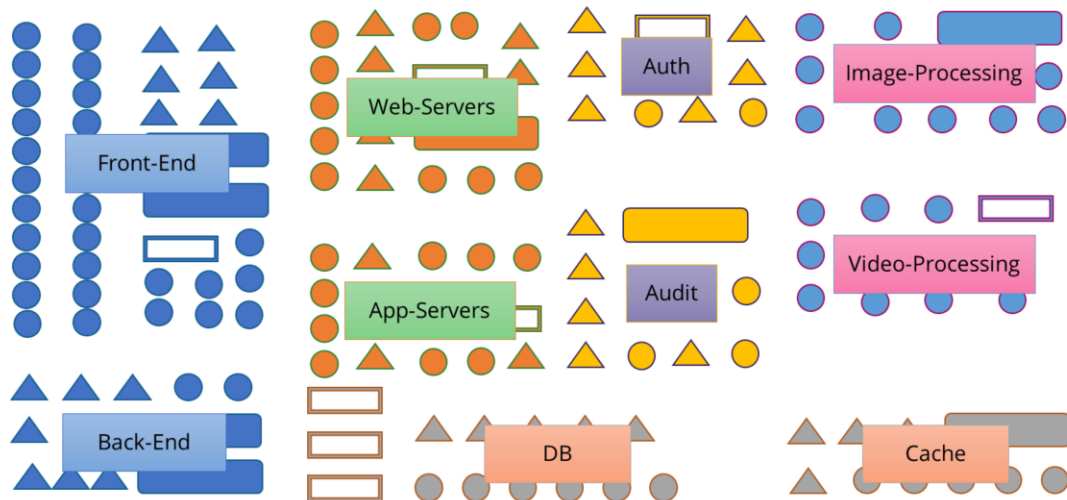 Front-End
Web-Servers
Auth
Image-Processing
App-Servers
Audit
Video-Processing
Back-End
DB
Cache